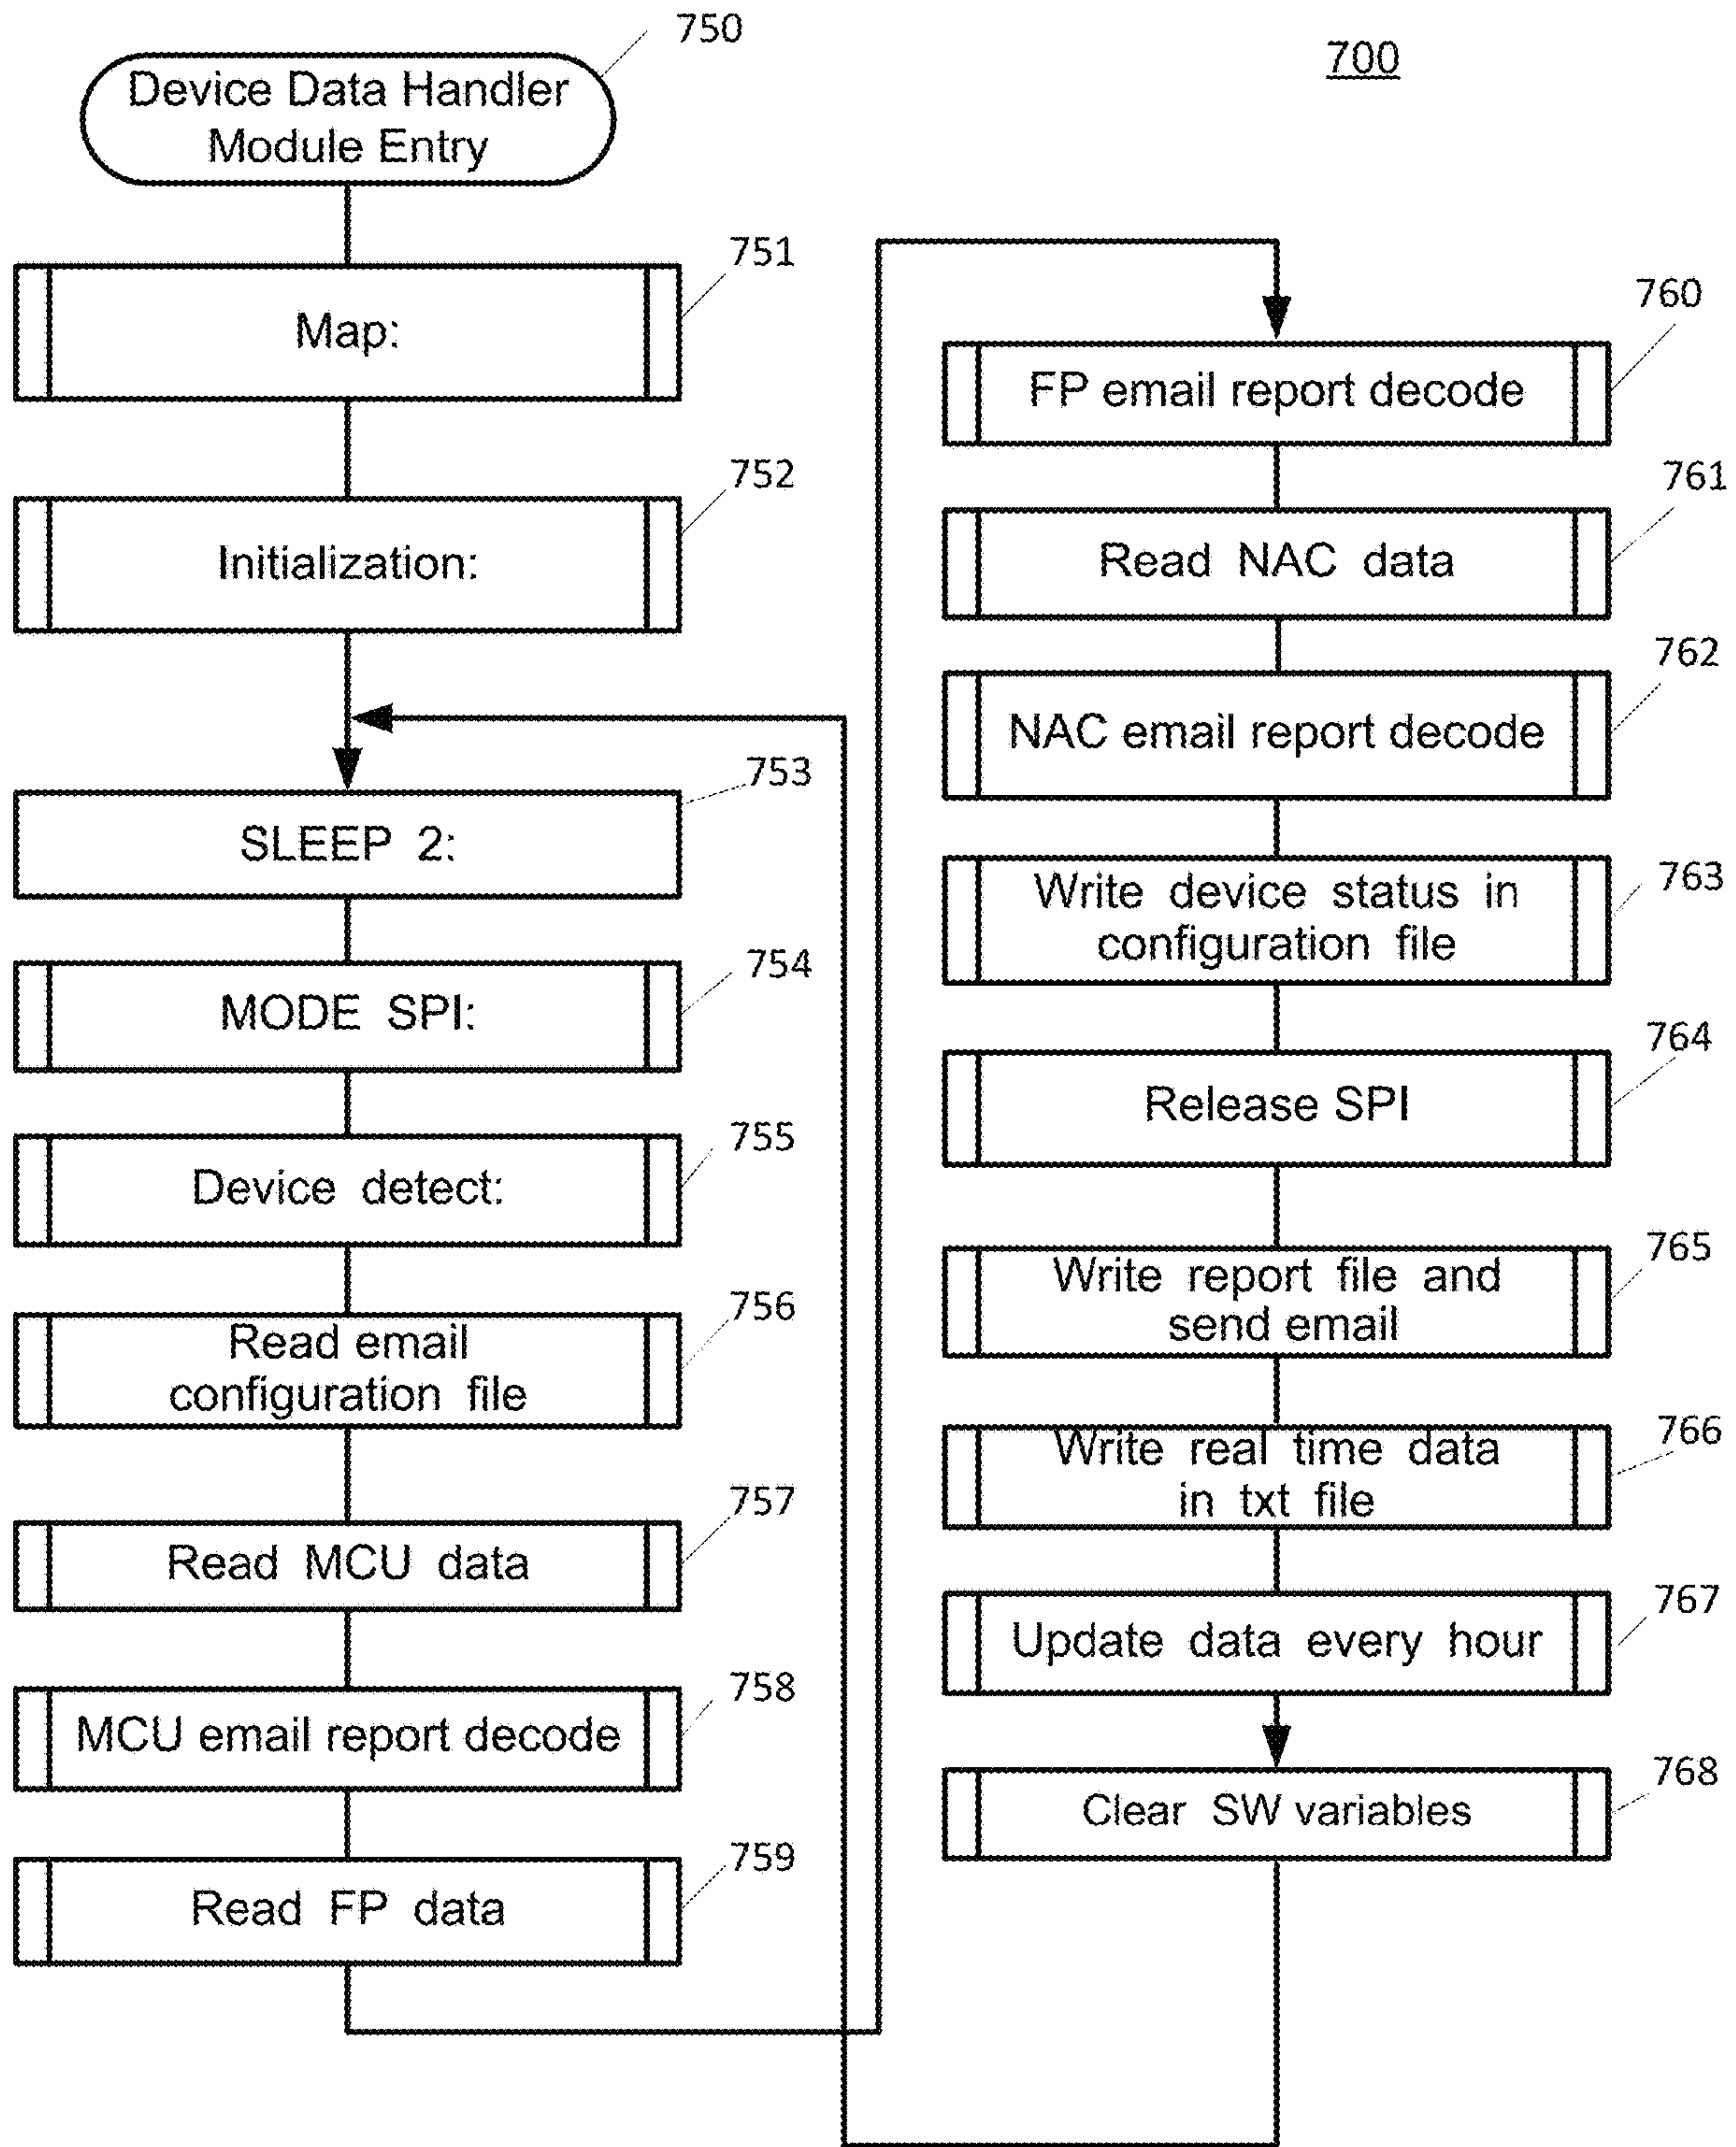 750
Device Data Handler
Module Entry
751
Map:
752
Initialization:
753
SLEEP 2:
754
MODE SPI:
755
Device detect:
756
Read email
configuration file
757
Read MCU data
758
MCU email report decode
759
Read FP data
700
760
FP email report decode
761
Read NAC data
762
NAC email report decode
763
Write device status in
configuration file
764
Release SPI
765
Write report file and
send email
766
Write real time data
in txt file
767
Update data every hour
768
Clear SW variables